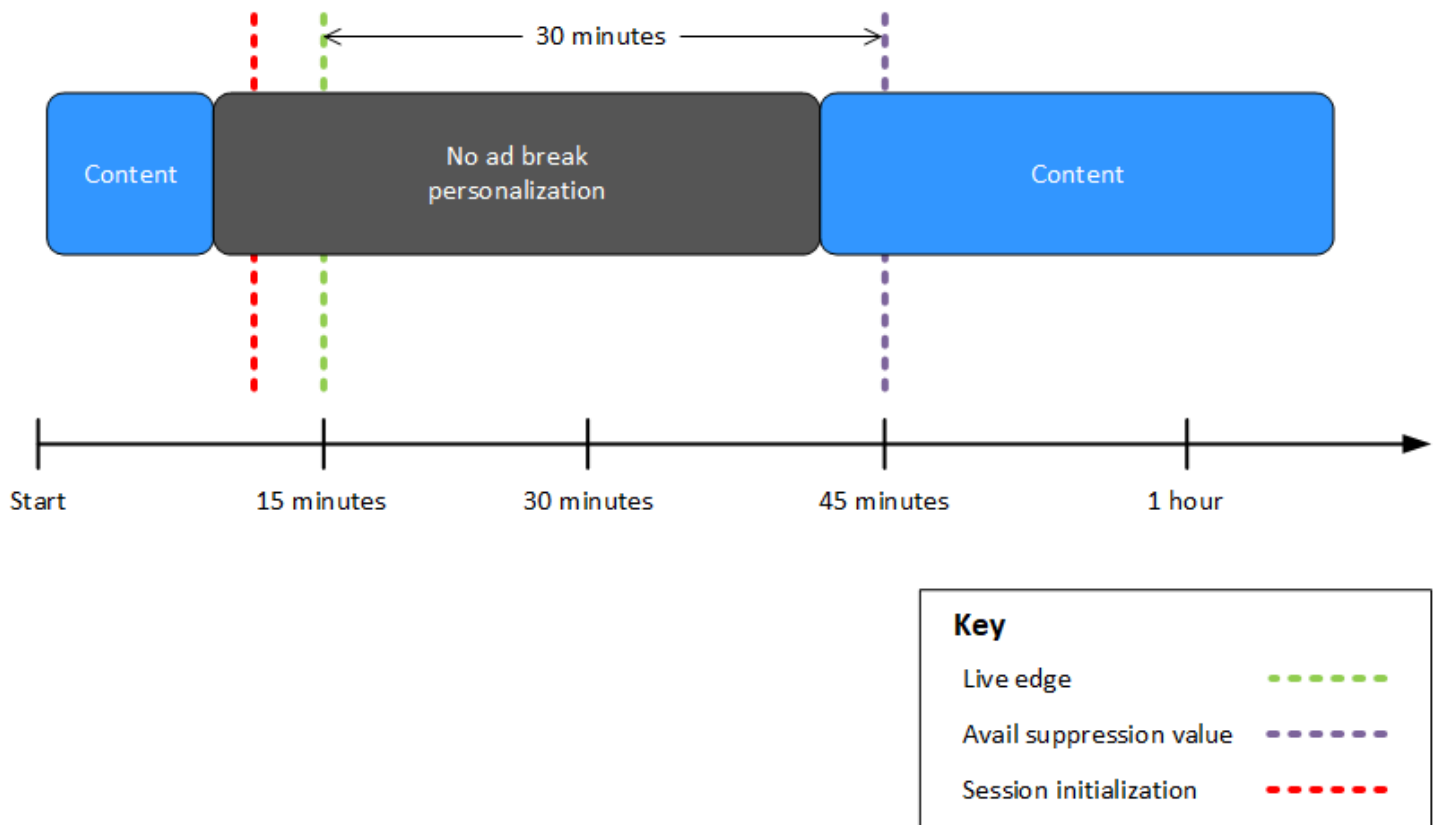 30 minutes
Content
No ad break
personalization
Content
Start
15 minutes
30 minutes
45 minutes
1 hour
Key
Live edge
Avail suppression value
Session initialization